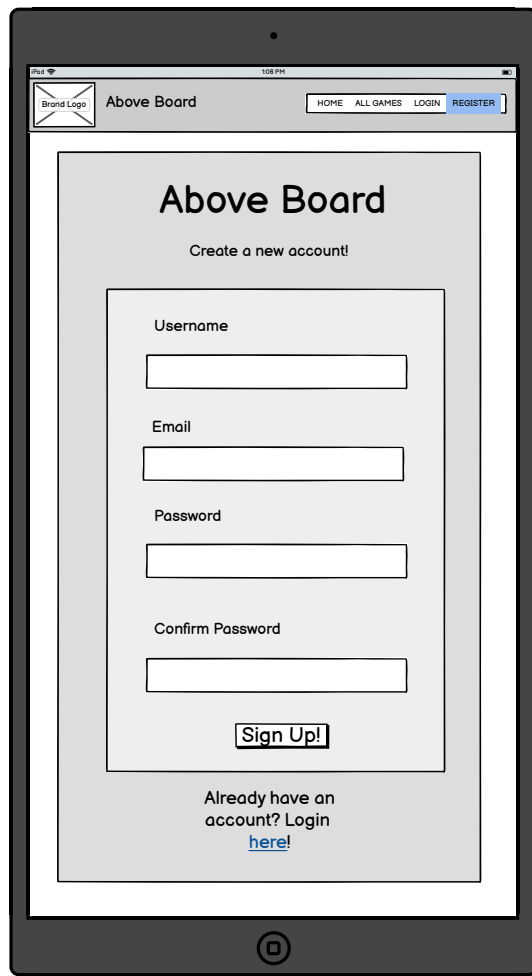 iPad 1:08 PM
Brand Logo Above Board HOME ALL GAMES LOGIN REGISTER
Above Board
Create a new account!
Username
Email
Password
Confirm Password
Sign Up!
Already have an
account? Login
here!